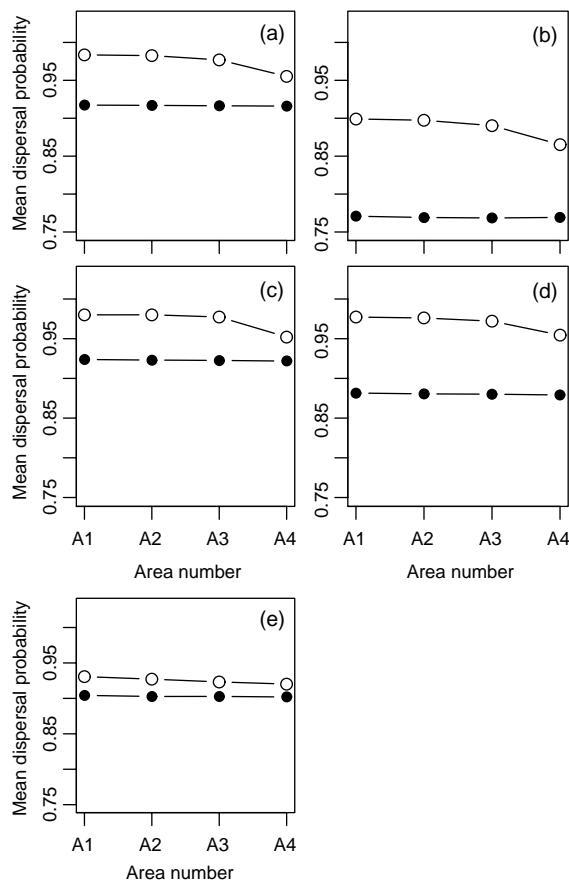 (a)
Mean dispersal probability
0.75 0.85 0.95
(b)
0.75 0.85 0.95
(c)
Mean dispersal probability
0.75 0.85 0.95
A1 A2 A3 A4
Area number
(d)
0.75 0.85 0.95
A1 A2 A3 A4
Area number
(e)
Mean dispersal probability
0.75 0.85 0.95
A1 A2 A3 A4
Area number